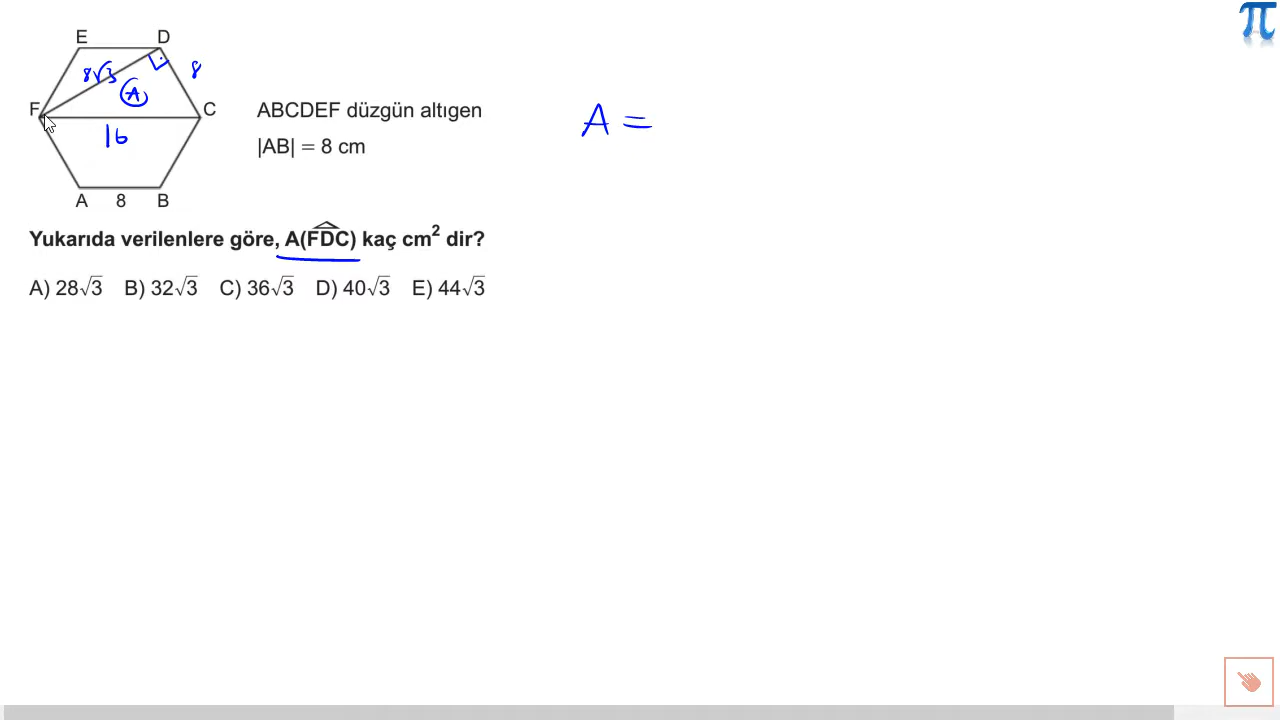 E D
8√3 8
A
F C
16
A 8 B
ABCDEF düzgün altıgen
|AB| = 8 cm
A =
Yukarıda verilenlere göre, A(FDC) kaç cm² dir?
A) 28√3 B) 32√3 C) 36√3 D) 40√3 E) 44√3
π